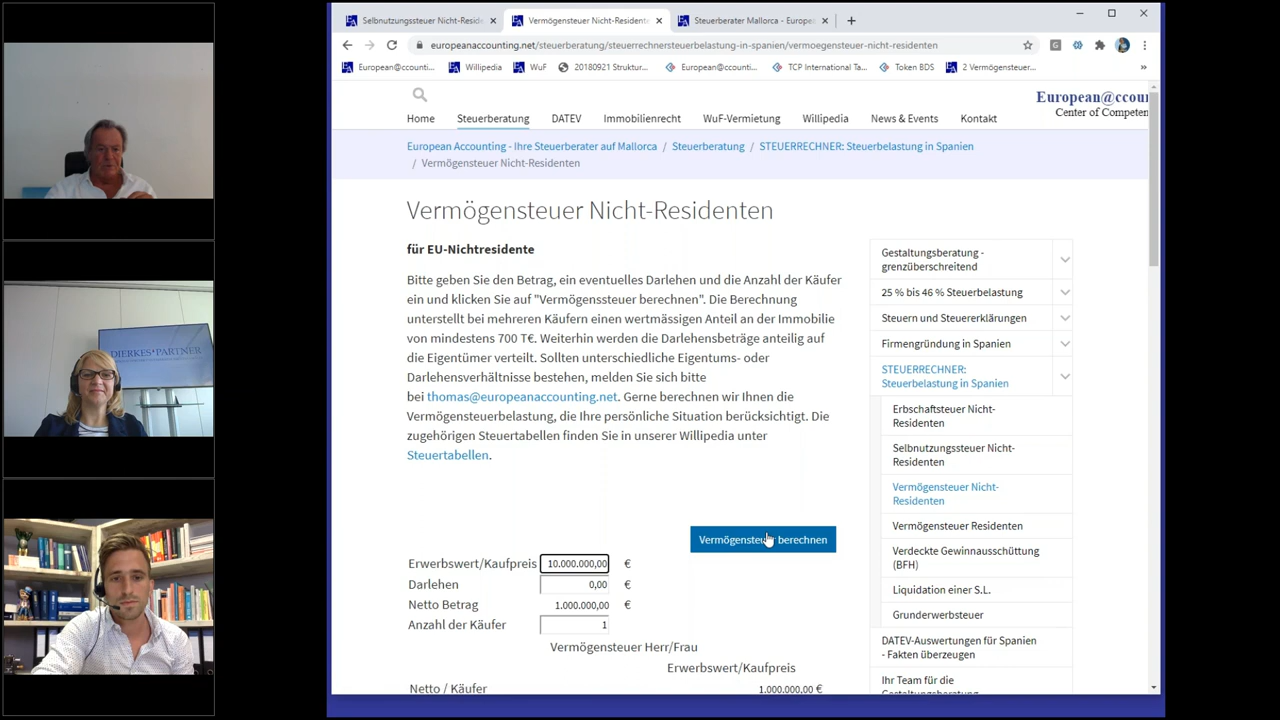 Selbnutzungssteuer Nicht-Reside
Vermögensteuer Nicht-Residente
Steuerberater Mallorca - Europea
europeanaccounting.net/steuerberatung/steuerrechnersteuerbelastung-in-spanien/vermoegensteuer-nicht-residenten
European@ccounti...
Willipedia
WuF
20180921 Struktur...
European@ccounti...
TCP International Ta...
Token BDS
2 Vermögensteuer...
European@ccoun
Center of Competen
Home
Steuerberatung
DATEV
Immobilienrecht
WuF-Vermietung
Willipedia
News & Events
Kontakt
European Accounting - Ihre Steuerberater auf Mallorca / Steuerberatung / STEUERRECHNER: Steuerbelastung in Spanien
/ Vermögensteuer Nicht-Residenten
Vermögensteuer Nicht-Residenten
für EU-Nichtresidente
Bitte geben Sie den Betrag, ein eventuelles Darlehen und die Anzahl der Käufer
ein und klicken Sie auf "Vermögenssteuer berechnen". Die Berechnung
unterstellt bei mehreren Käufern einen wertmässigen Anteil an der Immobilie
von mindestens 700 T€. Weiterhin werden die Darlehensbeträge anteilig auf
die Eigentümer verteilt. Sollten unterschiedliche Eigentums- oder
Darlehensverhältnisse bestehen, melden Sie sich bitte
bei thomas@europeanaccounting.net. Gerne berechnen wir Ihnen die
Vermögensteuerbelastung, die Ihre persönliche Situation berücksichtigt. Die
zugehörigen Steuertabellen finden Sie in unserer Willipedia unter
Steuertabellen.
Vermögensteuer berechnen
Erwerbswert/Kaufpreis 10.000.000,00 €
Darlehen 0,00 €
Netto Betrag 1.000.000,00 €
Anzahl der Käufer 1
Vermögensteuer Herr/Frau
Erwerbswert/Kaufpreis
Netto / Käufer 1.000.000,00 €
Gestaltungsberatung -
grenzüberschreitend
25 % bis 46 % Steuerbelastung
Steuern und Steuererklärungen
Firmengründung in Spanien
STEUERRECHNER:
Steuerbelastung in Spanien
Erbschaftsteuer Nicht-
Residenten
Selbnutzungssteuer Nicht-
Residenten
Vermögensteuer Nicht-
Residenten
Vermögensteuer Residenten
Verdeckte Gewinnausschüttung
(BFH)
Liquidation einer S.L.
Grunderwerbsteuer
DATEV-Auswertungen für Spanien
- Fakten überzeugen
Ihr Team für die
Gestaltungsberatung
DIERKES PARTNER